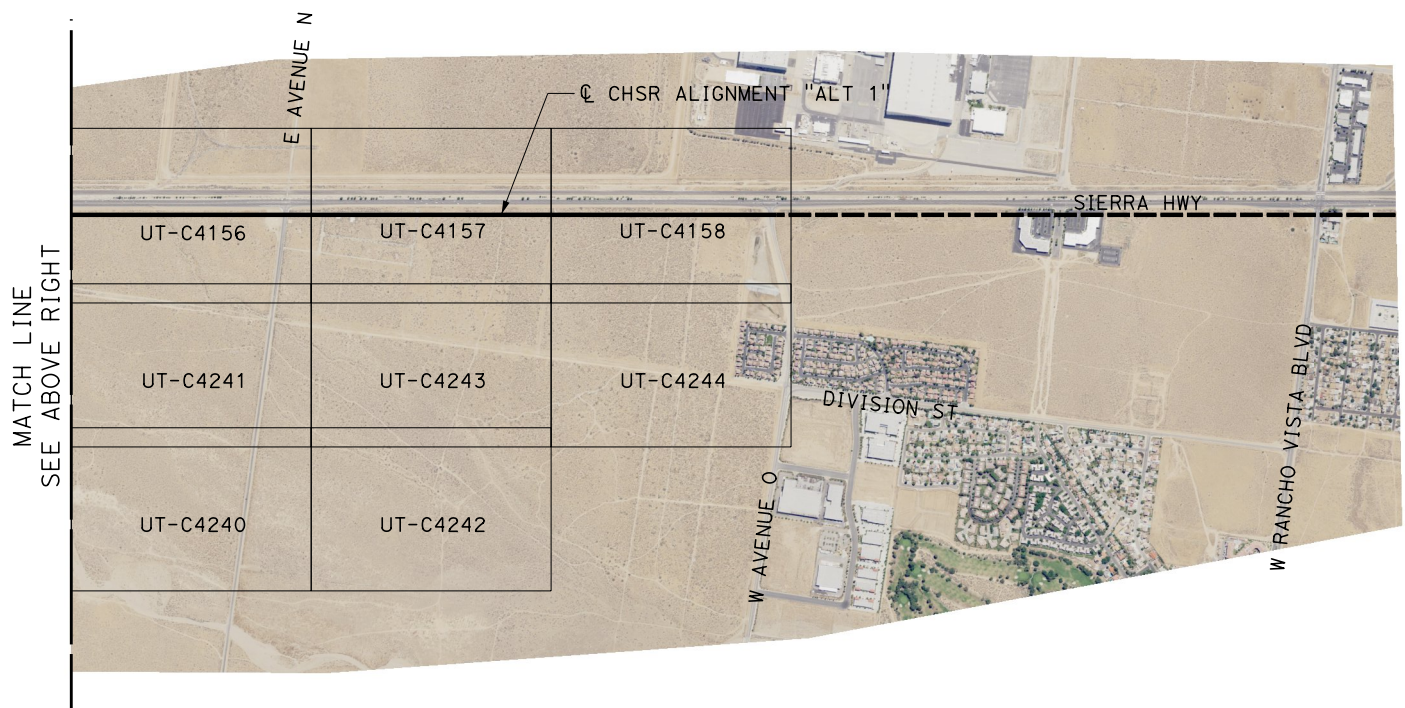 E AVENUE N
℄ CHSR ALIGNMENT "ALT 1"
SIERRA HWY
UT-C4156
UT-C4157
UT-C4158
MATCH LINE
SEE ABOVE RIGHT
UT-C4241
UT-C4243
UT-C4244
DIVISION ST
W RANCHO VISTA BLVD
UT-C4240
UT-C4242
W AVENUE O